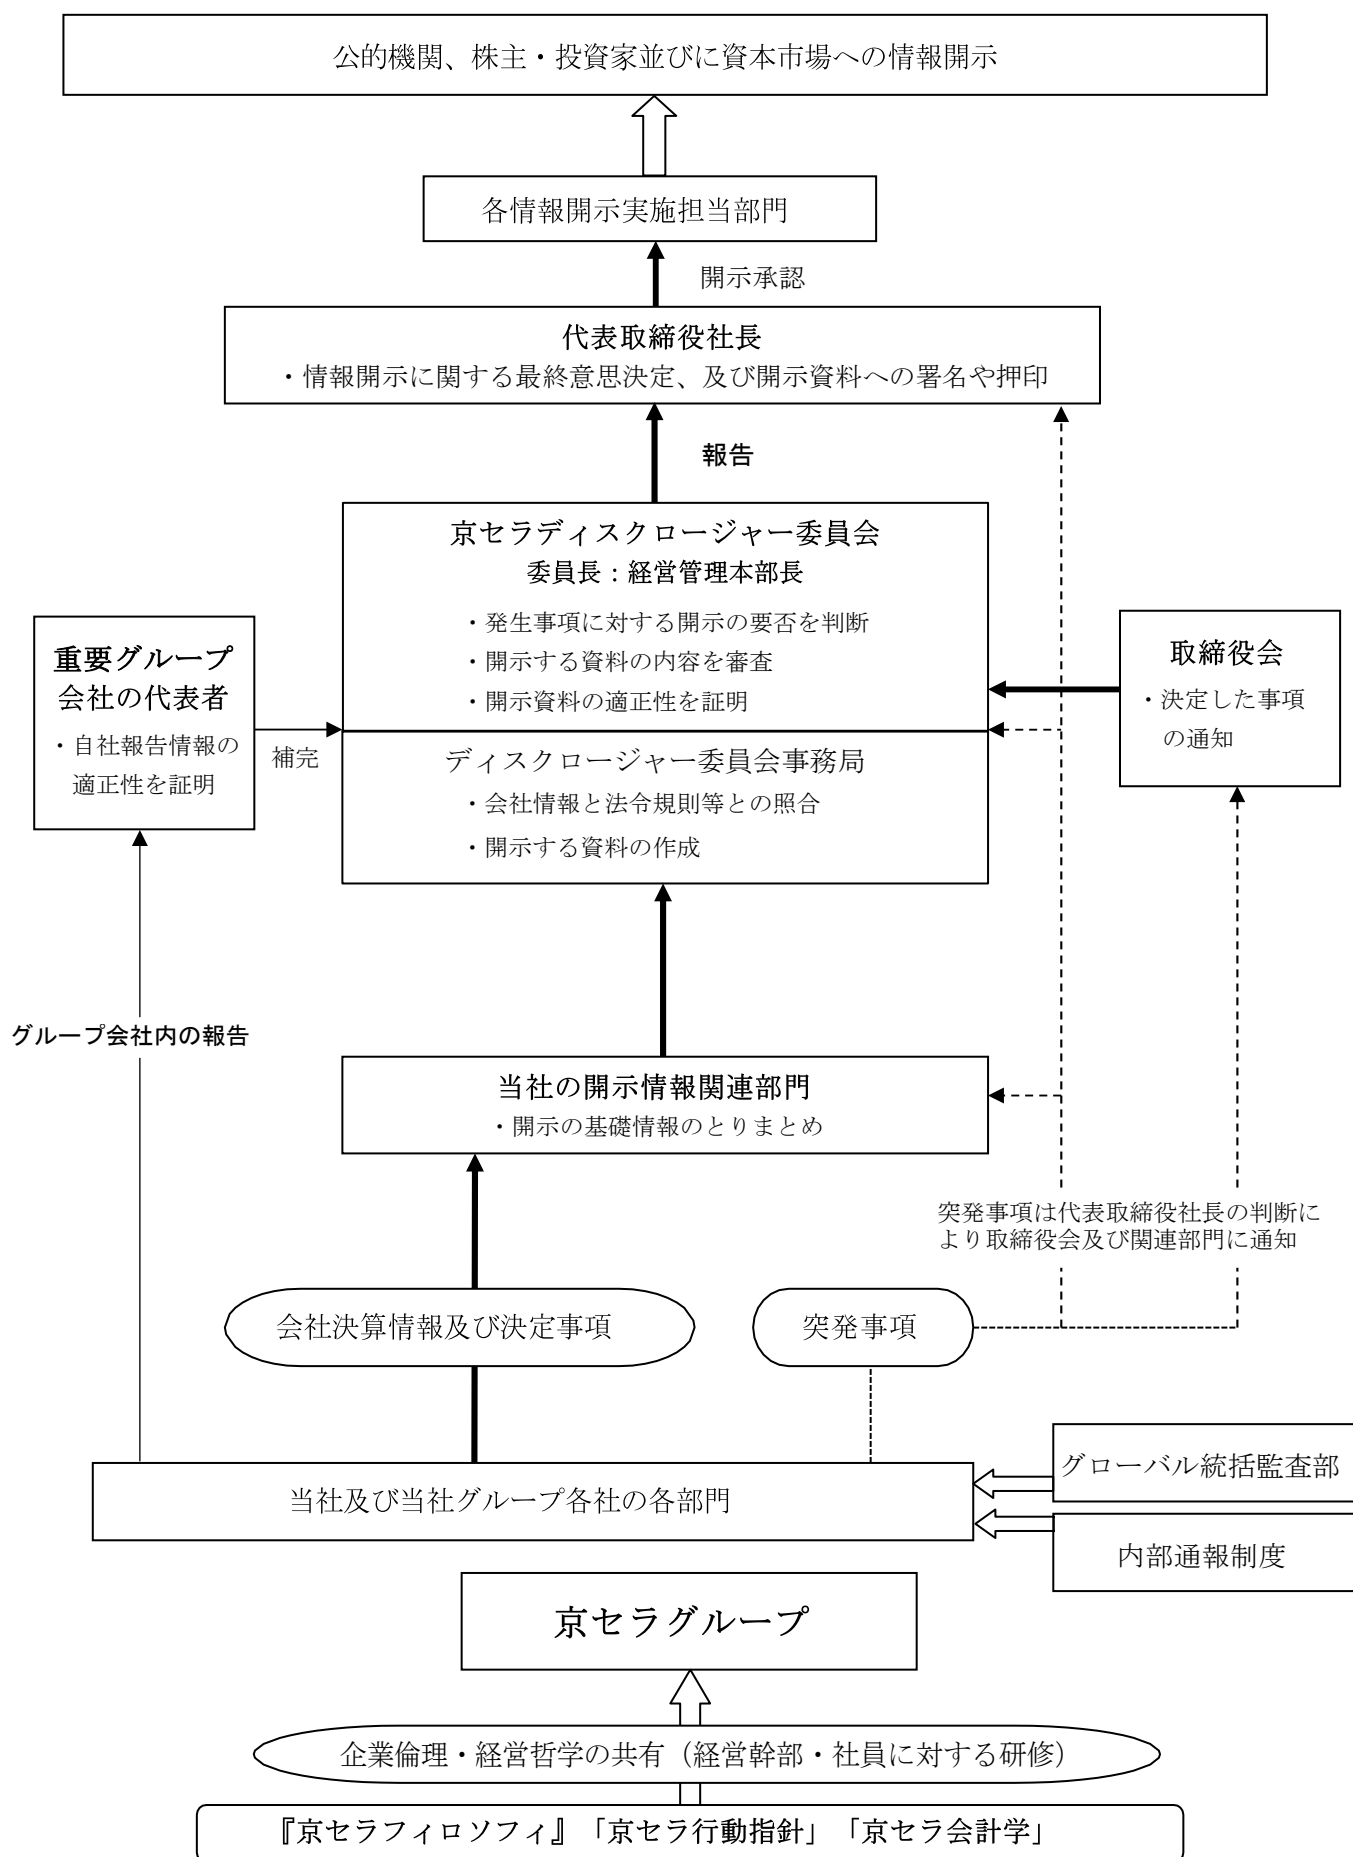 公的機関、株主・投資家並びに資本市場への情報開示
各情報開示実施担当部門
開示承認
代表取締役社長
・情報開示に関する最終意思決定、及び開示資料への署名や押印
報告
京セラディスクロージャー委員会
委員長：経営管理本部長
・発生事項に対する開示の要否を判断
・開示する資料の内容を審査
・開示資料の適正性を証明
重要グループ
会社の代表者
・自社報告情報の
適正性を証明
補完
取締役会
・決定した事項
の通知
ディスクロージャー委員会事務局
・会社情報と法令規則等との照合
・開示する資料の作成
グループ会社内の報告
当社の開示情報関連部門
・開示の基礎情報のとりまとめ
突発事項は代表取締役社長の判断に
より取締役会及び関連部門に通知
会社決算情報及び決定事項
突発事項
グローバル統括監査部
当社及び当社グループ各社の各部門
内部通報制度
京セラグループ
企業倫理・経営哲学の共有（経営幹部・社員に対する研修）
『京セラフィロソフィ』「京セラ行動指針」「京セラ会計学」